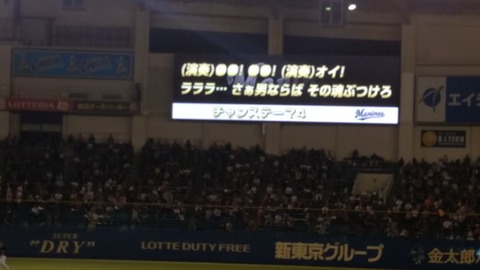 (演奏)●●! ●●! (演奏)オイ!
ラララ… さぁ男ならば その魂ぶつけろ
チャンステーマ4 Marines
LOTTERIA
エイ
SUPER
"DRY"
LOTTE DUTY FREE
新東京グループ
金太郎